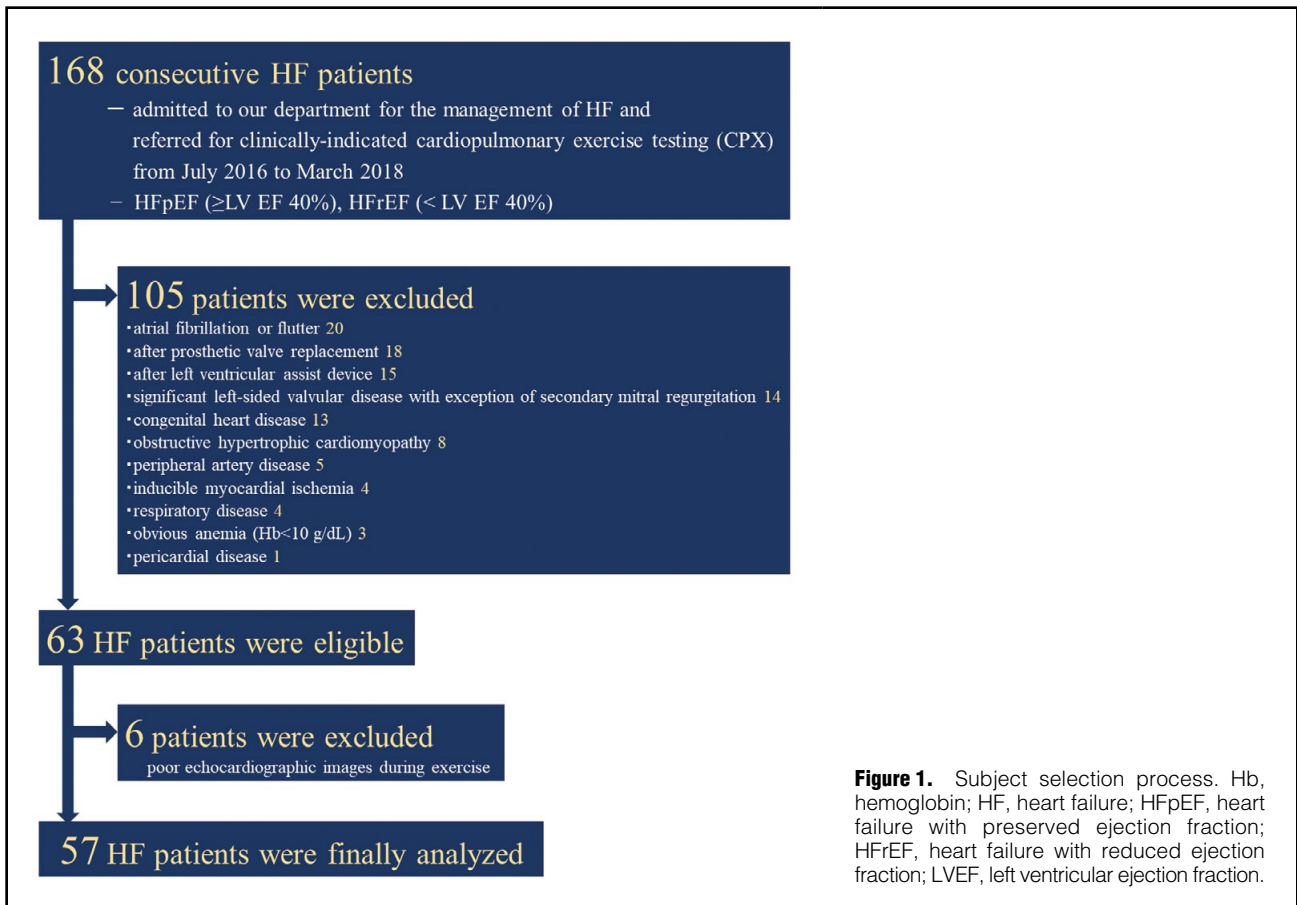 168 consecutive HF patients
— admitted to our department for the management of HF and
referred for clinically-indicated cardiopulmonary exercise testing (CPX)
from July 2016 to March 2018
— HFpEF (≥LV EF 40%), HFrEF (< LV EF 40%)
105 patients were excluded
・atrial fibrillation or flutter 20
・after prosthetic valve replacement 18
・after left ventricular assist device 15
・significant left-sided valvular disease with exception of secondary mitral regurgitation 14
・congenital heart disease 13
・obstructive hypertrophic cardiomyopathy 8
・peripheral artery disease 5
・inducible myocardial ischemia 4
・respiratory disease 4
・obvious anemia (Hb<10 g/dL) 3
・pericardial disease 1
63 HF patients were eligible
6 patients were excluded
poor echocardiographic images during exercise
57 HF patients were finally analyzed
Figure 1. Subject selection process. Hb,
hemoglobin; HF, heart failure; HFpEF, heart
failure with preserved ejection fraction;
HFrEF, heart failure with reduced ejection
fraction; LVEF, left ventricular ejection fraction.